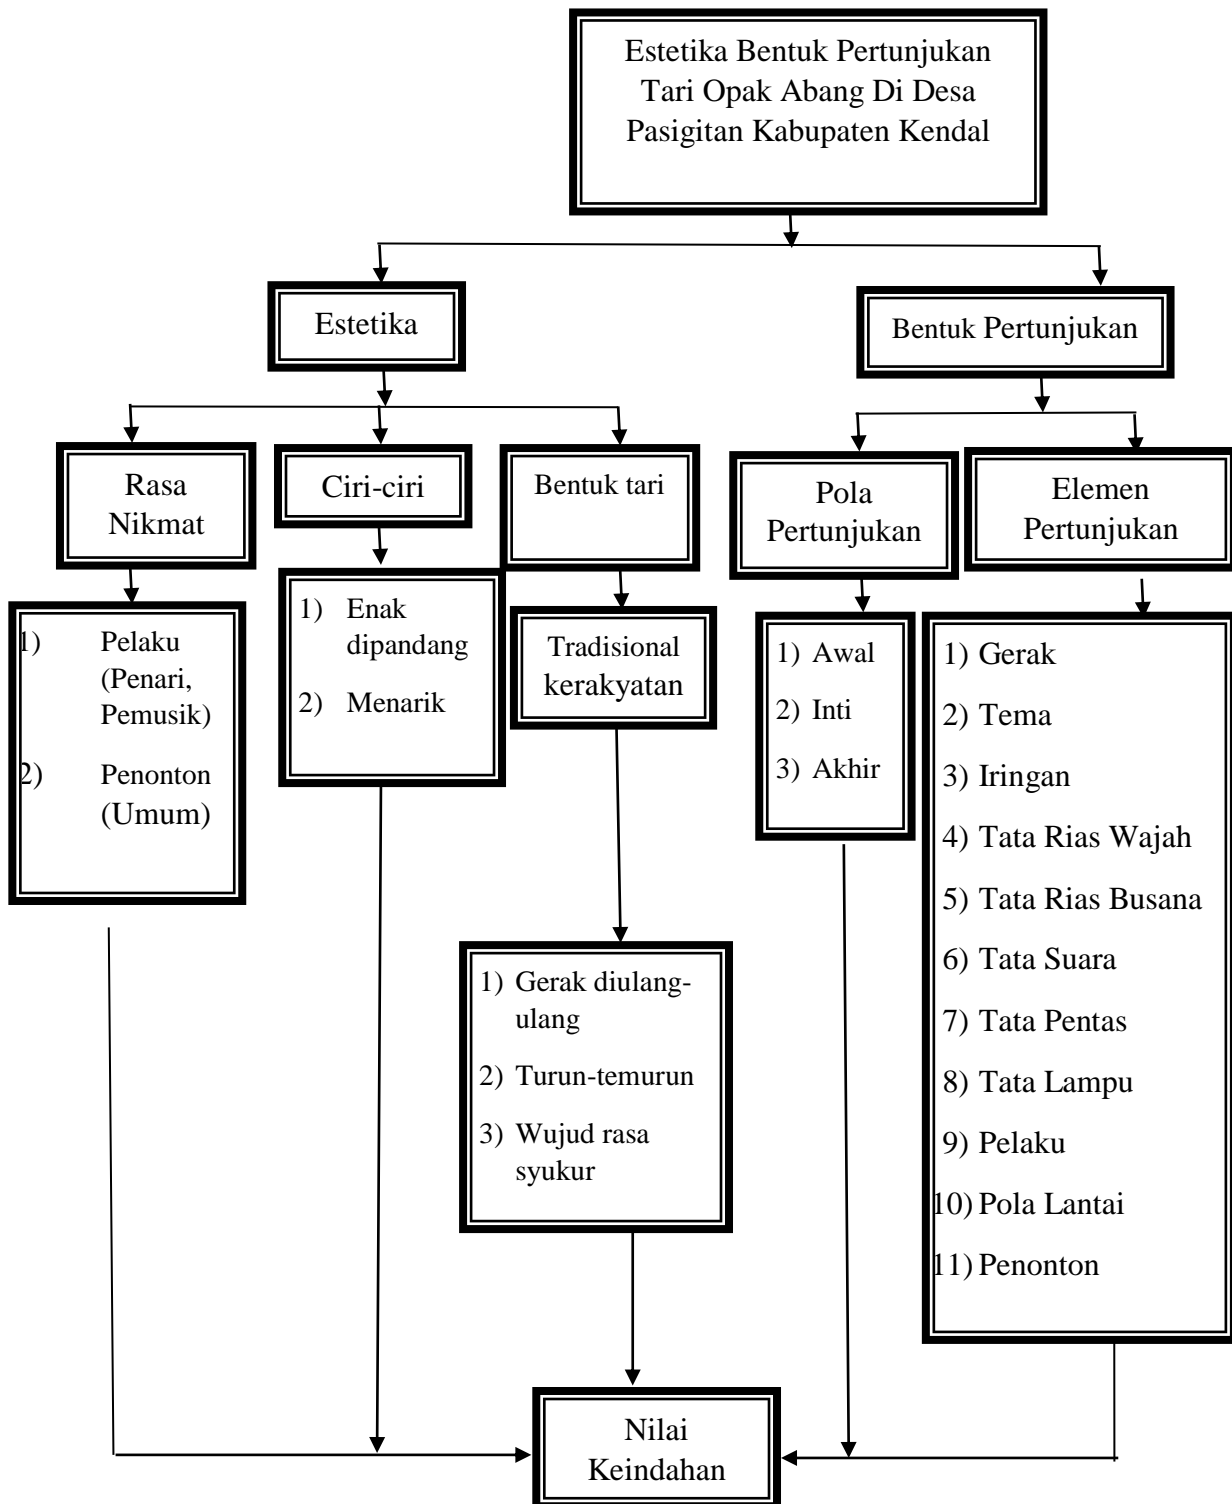 Estetika Bentuk Pertunjukan
Tari Opak Abang Di Desa
Pasigitan Kabupaten Kendal
Estetika
Bentuk Pertunjukan
Rasa
Nikmat
Ciri-ciri
Bentuk tari
Pola
Pertunjukan
Elemen
Pertunjukan
1) Pelaku
(Penari,
Pemusik)
2) Penonton
(Umum)
1) Enak
dipandang
2) Menarik
Tradisional
kerakyatan
1) Awal
2) Inti
3) Akhir
1) Gerak
2) Tema
3) Iringan
4) Tata Rias Wajah
5) Tata Rias Busana
6) Tata Suara
7) Tata Pentas
8) Tata Lampu
9) Pelaku
10) Pola Lantai
11) Penonton
1) Gerak diulang-
ulang
2) Turun-temurun
3) Wujud rasa
syukur
Nilai
Keindahan